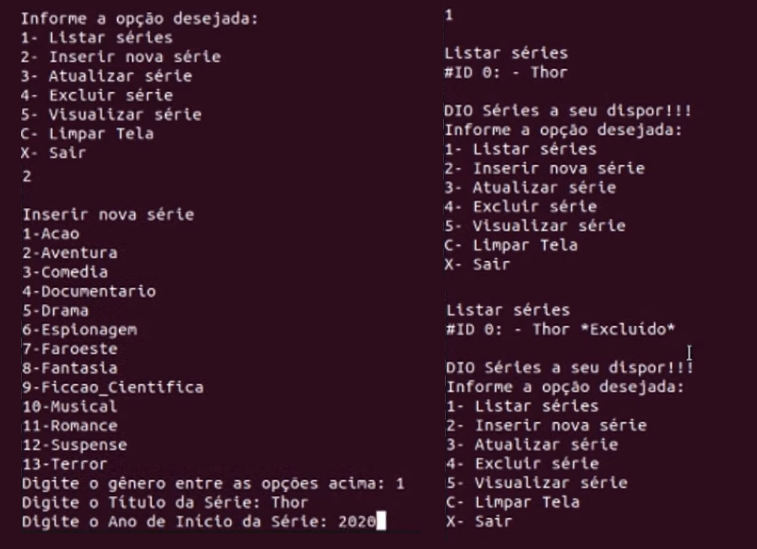 Informe a opção desejada:
1- Listar séries
2- Inserir nova série
3- Atualizar série
4- Excluir série
5- Visualizar série
C- Limpar Tela
X- Sair
2
Inserir nova série
1-Acao
2-Aventura
3-Comedia
4-Documentario
5-Drama
6-Espionagem
7-Faroeste
8-Fantasia
9-Ficcao_Cientifica
10-Musical
11-Romance
12-Suspense
13-Terror
Digite o gênero entre as opções acima: 1
Digite o Título da Série: Thor
Digite o Ano de Início da Série: 2020
1
Listar séries
#ID 0: - Thor
DIO Séries a seu dispor!!!
Informe a opção desejada:
1- Listar séries
2- Inserir nova série
3- Atualizar série
4- Excluir série
5- Visualizar série
C- Limpar Tela
X- Sair
Listar séries
#ID 0: - Thor *Excluído*
DIO Séries a seu dispor!!!
Informe a opção desejada:
1- Listar séries
2- Inserir nova série
3- Atualizar série
4- Excluir série
5- Visualizar série
C- Limpar Tela
X- Sair